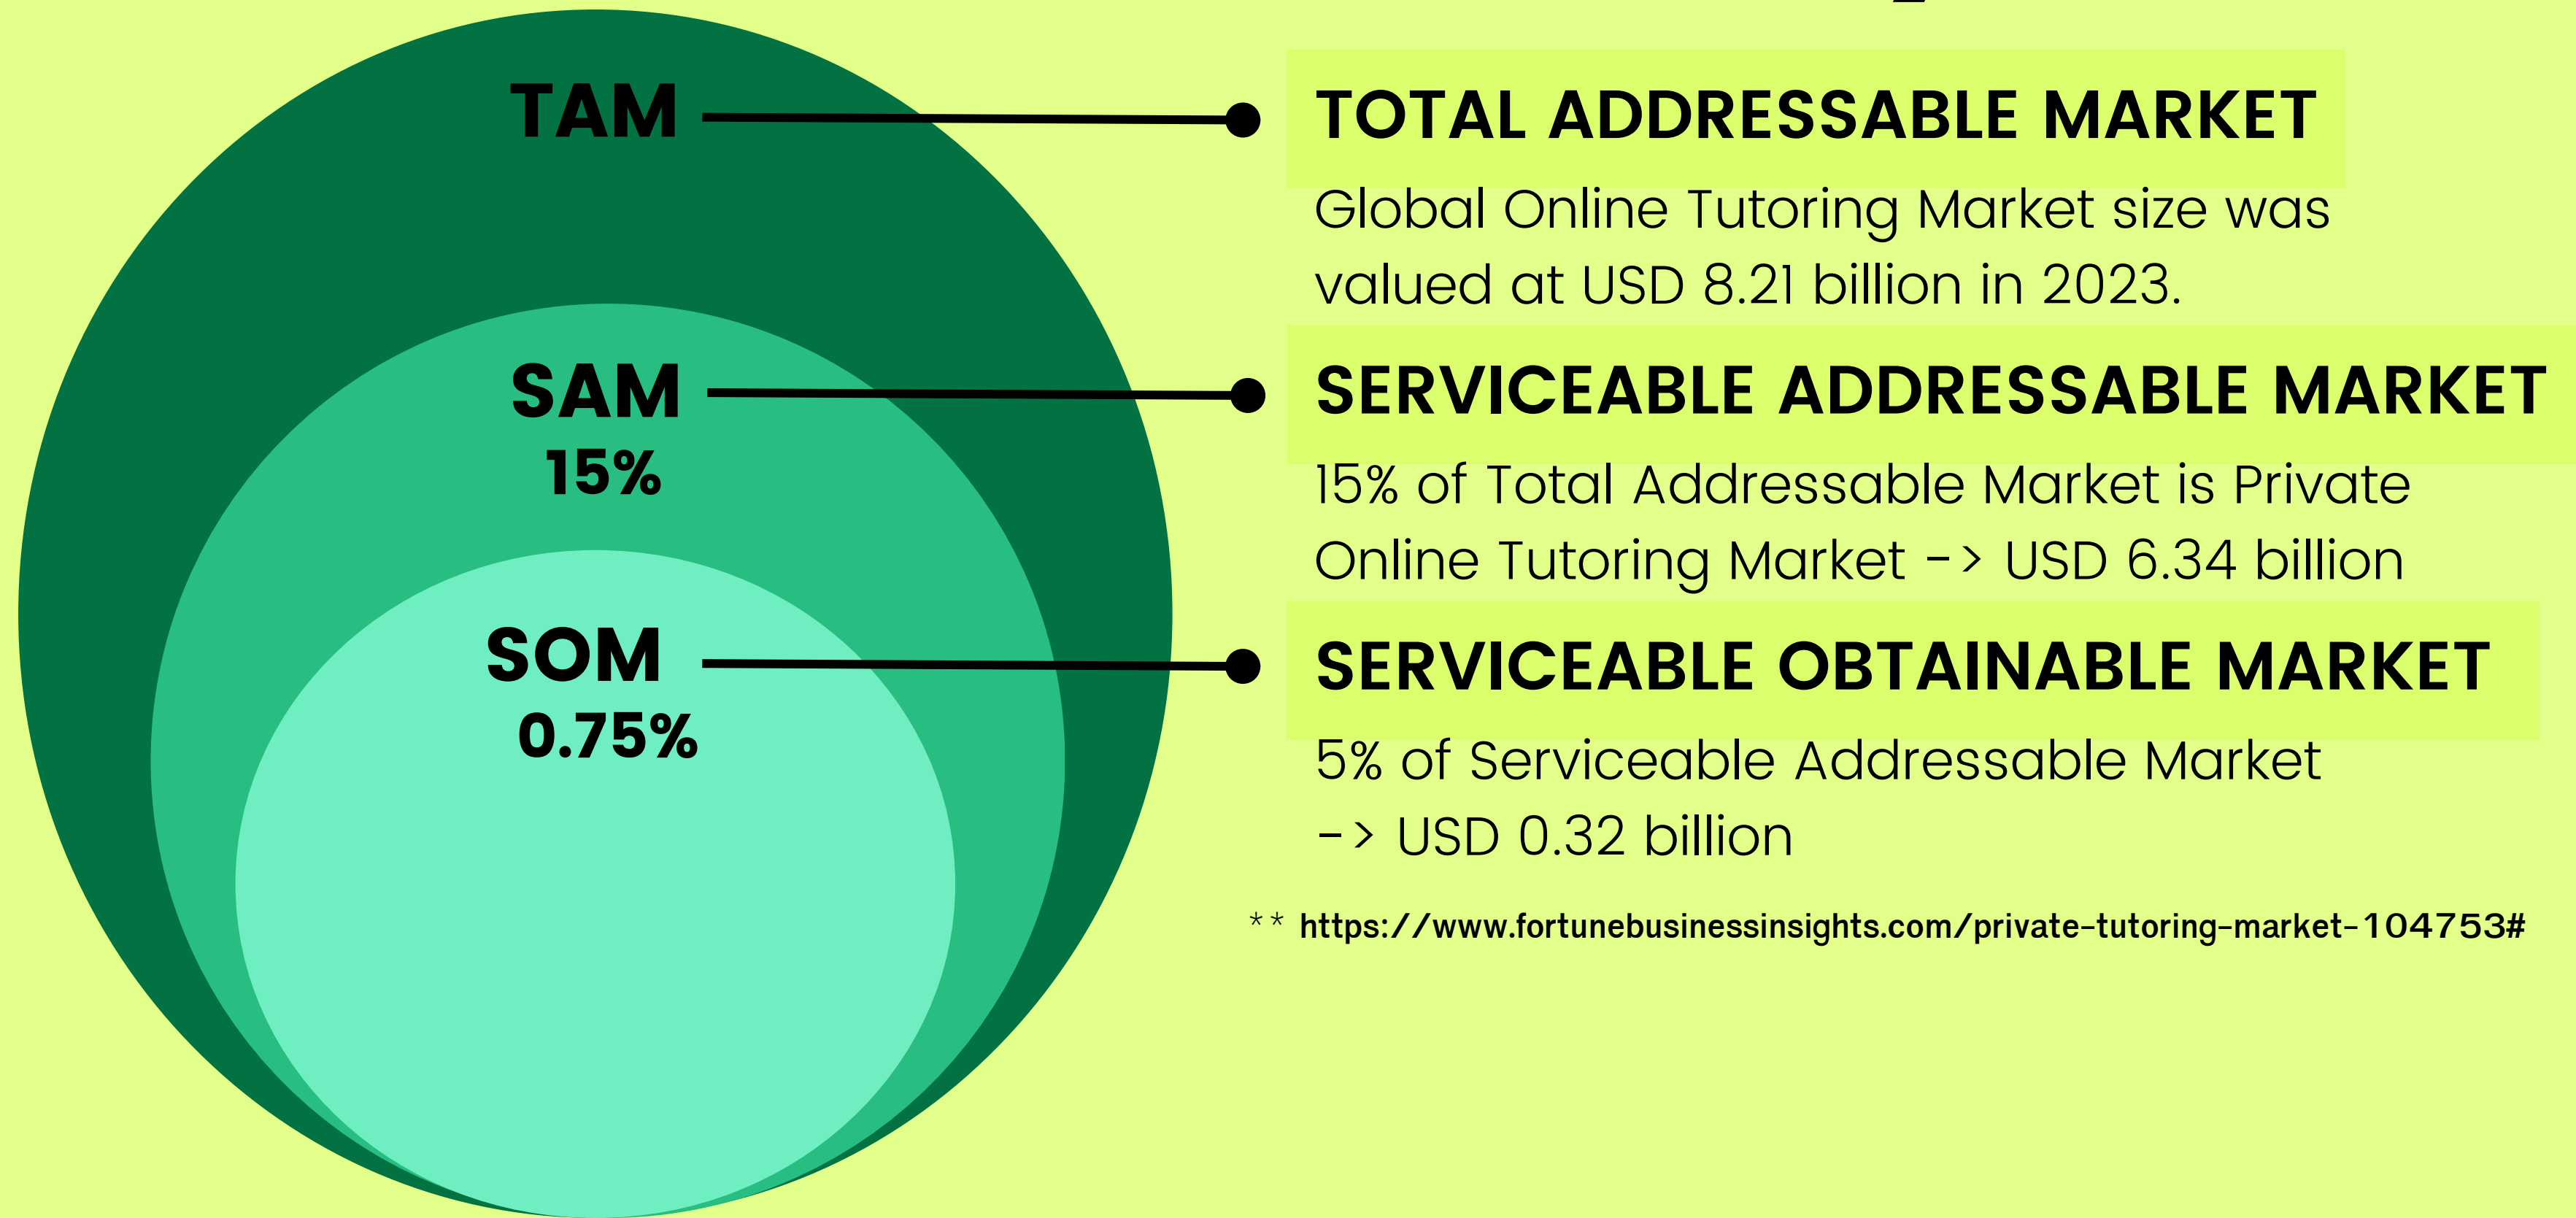 TAM
TOTAL ADDRESSABLE MARKET
Global Online Tutoring Market size was
valued at USD 8.21 billion in 2023.
SAM
15%
SERVICEABLE ADDRESSABLE MARKET
15% of Total Addressable Market is Private
Online Tutoring Market -> USD 6.34 billion
SOM
0.75%
SERVICEABLE OBTAINABLE MARKET
5% of Serviceable Addressable Market
-> USD 0.32 billion
** https://www.fortunebusinessinsights.com/private-tutoring-market-104753#